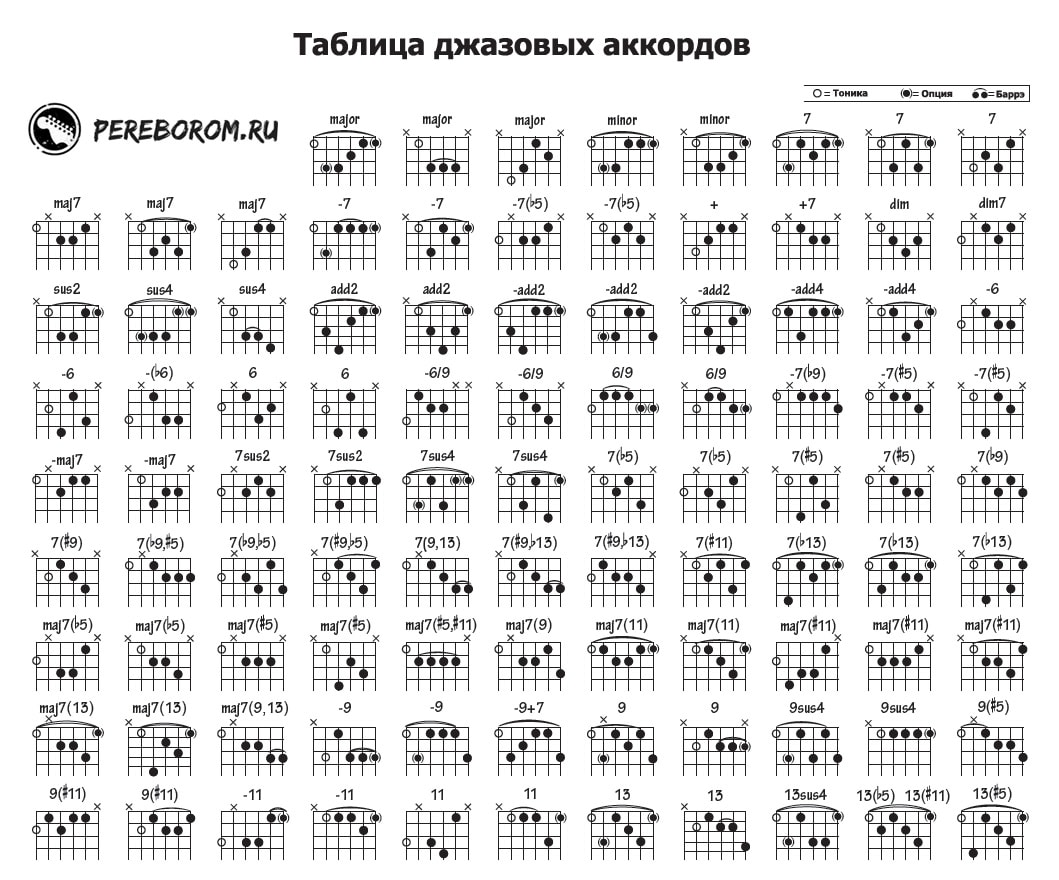 Таблица джазовых аккордов
○ = Тоника (●) = Опция ●● = Баррэ
PEREBOROM.RU
major major major minor minor 7 7 7
maj7 maj7 maj7 -7 -7 -7(♭5) -7(♭5) + +7 dim dim7
sus2 sus4 sus4 add2 add2 -add2 -add2 -add2 -add4 -add4 -6
-6 -(♭6) 6 6 -6/9 -6/9 6/9 6/9 -7(♭9) -7(♯5) -7(♯5)
-maj7 -maj7 7sus2 7sus2 7sus4 7sus4 7(♭5) 7(♭5) 7(♯5) 7(♯5) 7(♭9)
7(♯9) 7(♭9,♯5) 7(♭9,♭5) 7(♯9,♭5) 7(9,13) 7(♯9,♭13) 7(♯9,♭13) 7(♯11) 7(♭13) 7(♭13) 7(♭13)
maj7(♭5) maj7(♭5) maj7(♯5) maj7(♯5) maj7(♯5,♯11) maj7(9) maj7(11) maj7(11) maj7(♯11) maj7(♯11) maj7(♯11)
maj7(13) maj7(13) maj7(9,13) -9 -9 -9+7 9 9 9sus4 9sus4 9(♯5)
9(♯11) 9(♯11) -11 -11 11 11 13 13 13sus4 13(♭5) 13(♯11) 13(♯5)